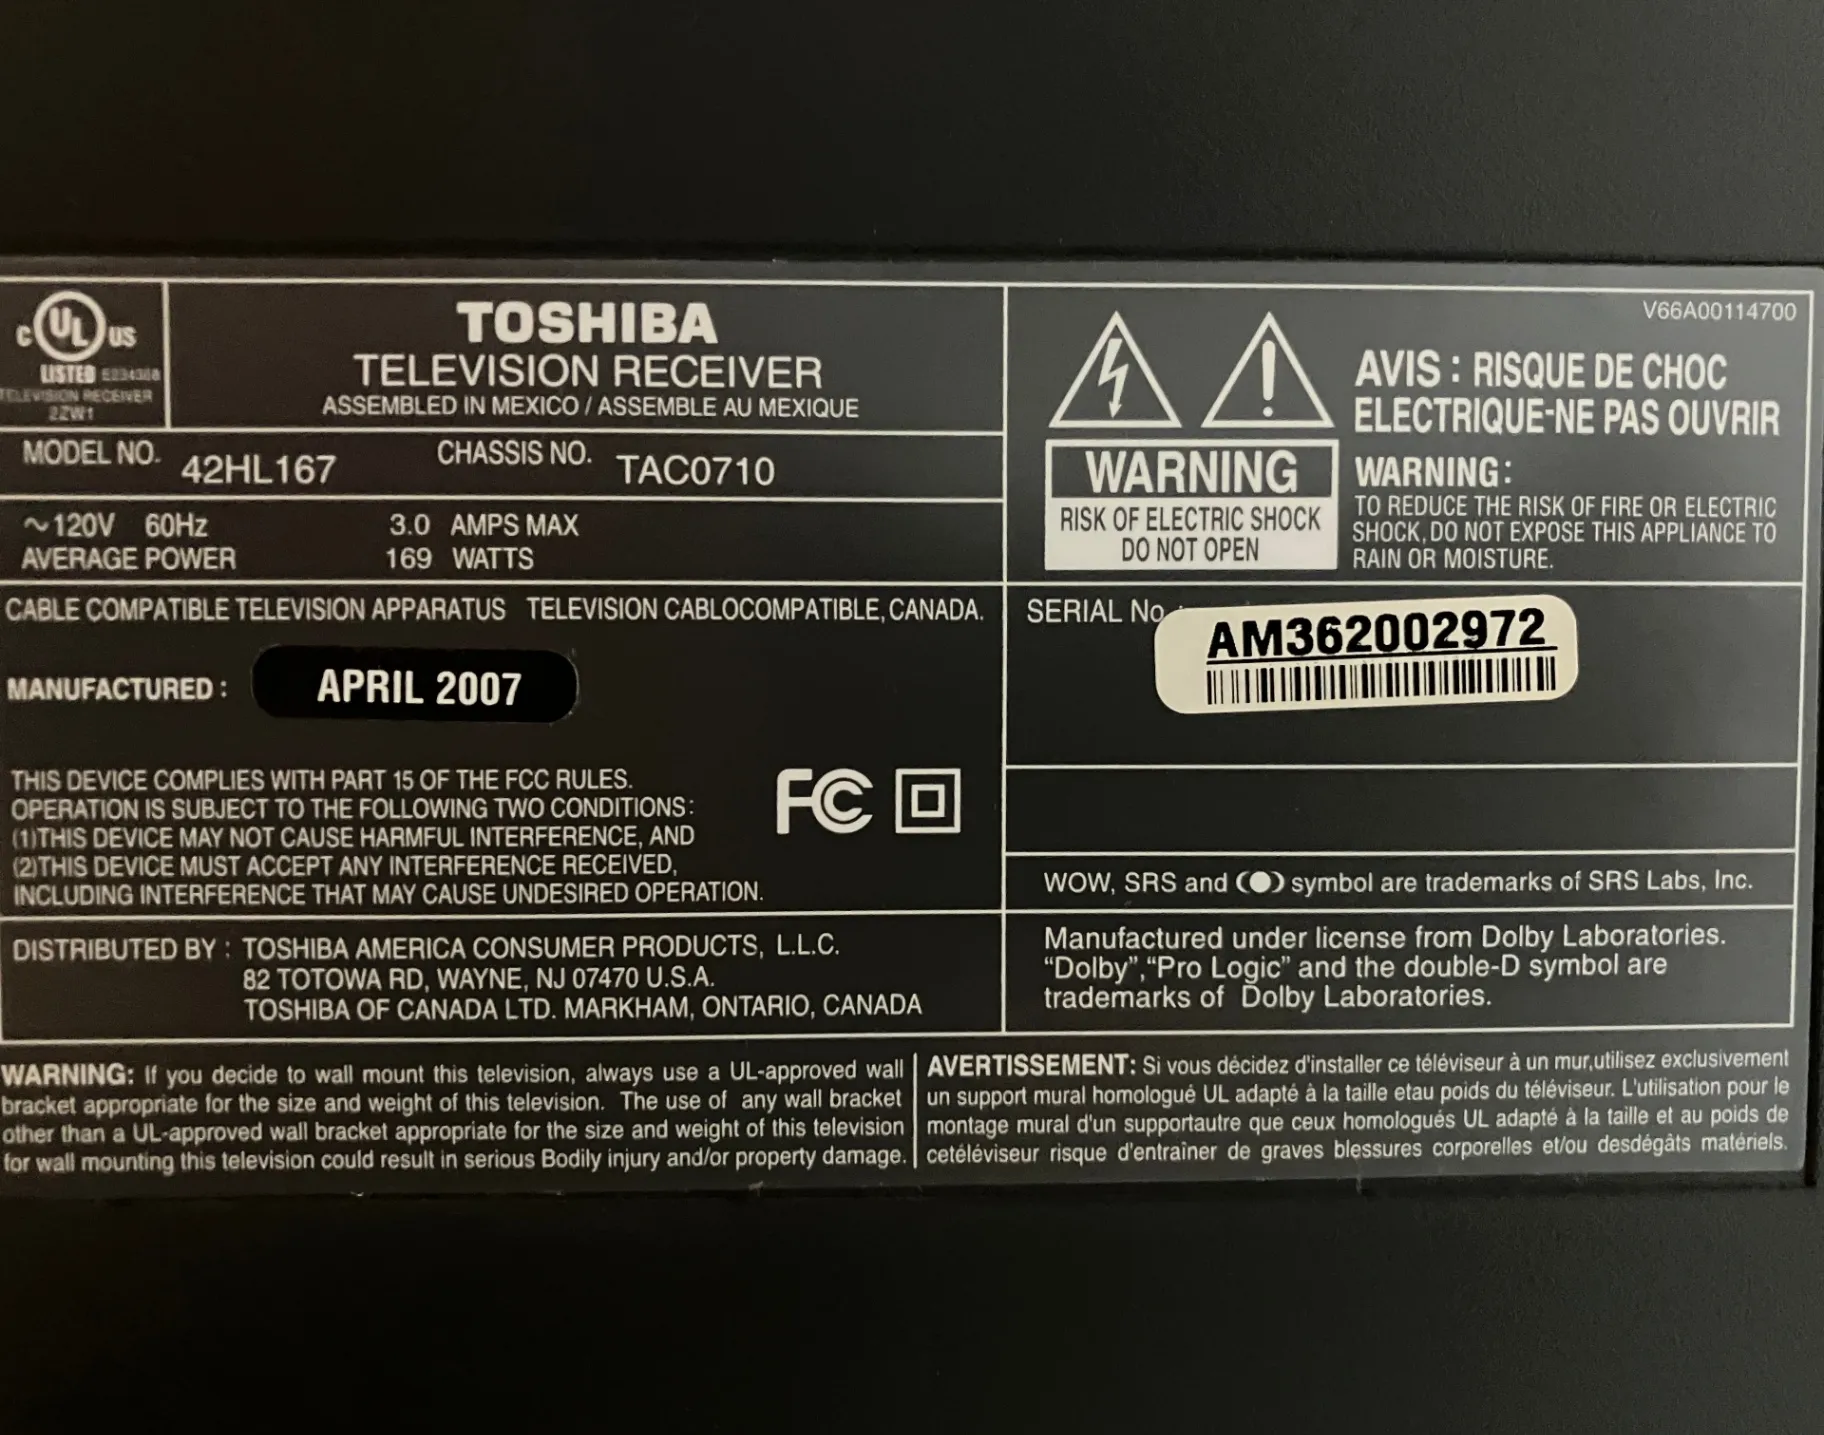 C UL US
LISTED E234388
TELEVISION RECEIVER
2ZW1
TOSHIBA
TELEVISION RECEIVER
ASSEMBLED IN MEXICO / ASSEMBLE AU MEXIQUE
MODEL NO. 42HL167 CHASSIS NO. TAC0710
~120V 60Hz 3.0 AMPS MAX
AVERAGE POWER 169 WATTS
CABLE COMPATIBLE TELEVISION APPARATUS TELEVISION CABLOCOMPATIBLE, CANADA.
MANUFACTURED : APRIL 2007
THIS DEVICE COMPLIES WITH PART 15 OF THE FCC RULES.
OPERATION IS SUBJECT TO THE FOLLOWING TWO CONDITIONS:
(1)THIS DEVICE MAY NOT CAUSE HARMFUL INTERFERENCE, AND
(2)THIS DEVICE MUST ACCEPT ANY INTERFERENCE RECEIVED,
INCLUDING INTERFERENCE THAT MAY CAUSE UNDESIRED OPERATION.
FC
DISTRIBUTED BY : TOSHIBA AMERICA CONSUMER PRODUCTS, L.L.C.
82 TOTOWA RD, WAYNE, NJ 07470 U.S.A.
TOSHIBA OF CANADA LTD. MARKHAM, ONTARIO, CANADA
V66A00114700
WARNING
RISK OF ELECTRIC SHOCK
DO NOT OPEN
AVIS : RISQUE DE CHOC
ELECTRIQUE-NE PAS OUVRIR
WARNING:
TO REDUCE THE RISK OF FIRE OR ELECTRIC
SHOCK, DO NOT EXPOSE THIS APPLIANCE TO
RAIN OR MOISTURE.
SERIAL No. : AM362002972
WOW, SRS and (●) symbol are trademarks of SRS Labs, Inc.
Manufactured under license from Dolby Laboratories.
“Dolby”,“Pro Logic” and the double-D symbol are
trademarks of Dolby Laboratories.
WARNING: If you decide to wall mount this television, always use a UL-approved wall
bracket appropriate for the size and weight of this television. The use of any wall bracket
other than a UL-approved wall bracket appropriate for the size and weight of this television
for wall mounting this television could result in serious Bodily injury and/or property damage.
AVERTISSEMENT: Si vous décidez d'installer ce téléviseur à un mur,utilisez exclusivement
un support mural homologué UL adapté à la taille etau poids du téléviseur. L'utilisation pour le
montage mural d'un supportautre que ceux homologués UL adapté à la taille et au poids de
cetéléviseur risque d'entraîner de graves blessures corporelles et/ou desdégâts matériels.